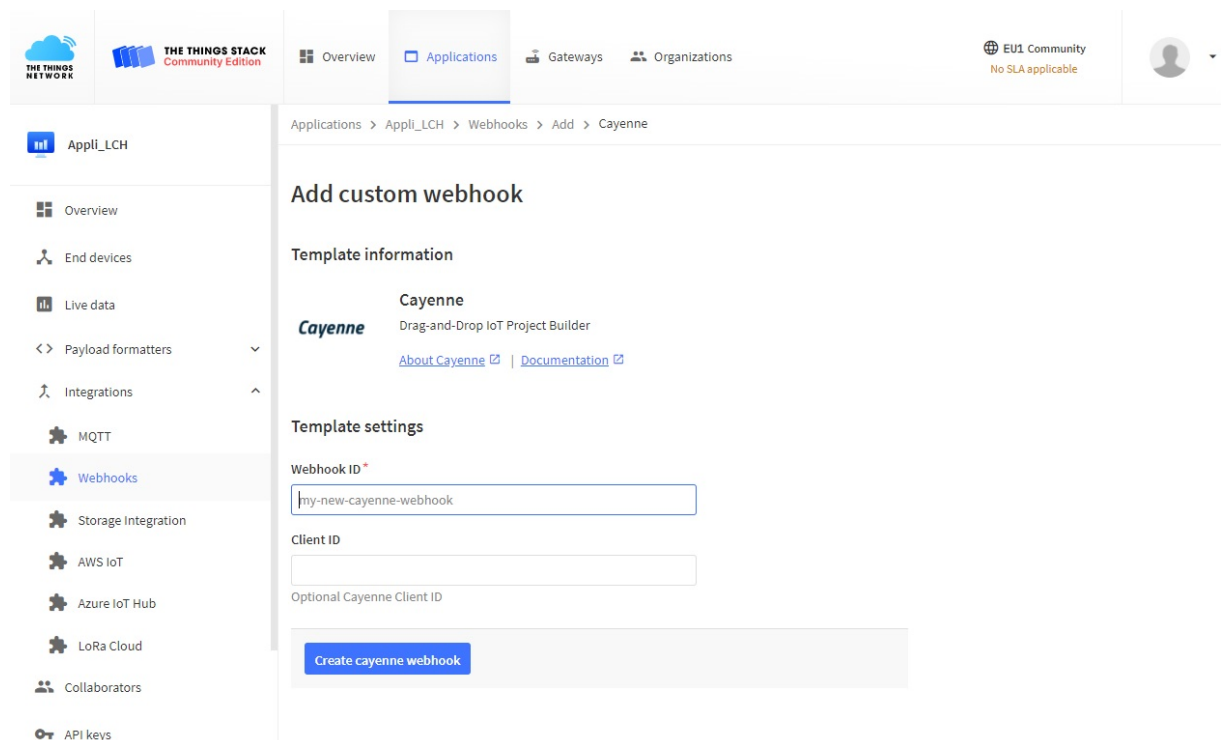 THE THINGS
NETWORK
THE THINGS STACK
Community Edition
Overview
Applications
Gateways
Organizations
EU1 Community
No SLA applicable
Appli_LCH
Overview
End devices
Live data
Payload formatters
Integrations
MQTT
Webhooks
Storage Integration
AWS IoT
Azure IoT Hub
LoRa Cloud
Collaborators
API keys
Applications > Appli_LCH > Webhooks > Add > Cayenne
Add custom webhook
Template information
Cayenne
Cayenne
Drag-and-Drop IoT Project Builder
About Cayenne | Documentation
Template settings
Webhook ID*
my-new-cayenne-webhook
Client ID
Optional Cayenne Client ID
Create cayenne webhook